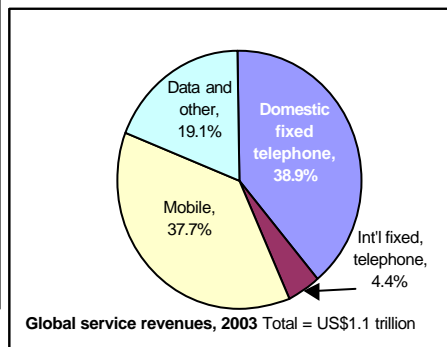 Data and
other,
19.1%
Domestic
fixed
telephone,
38.9%
Mobile,
37.7%
Int'l fixed,
telephone,
4.4%
Global service revenues, 2003 Total = US$1.1 trillion